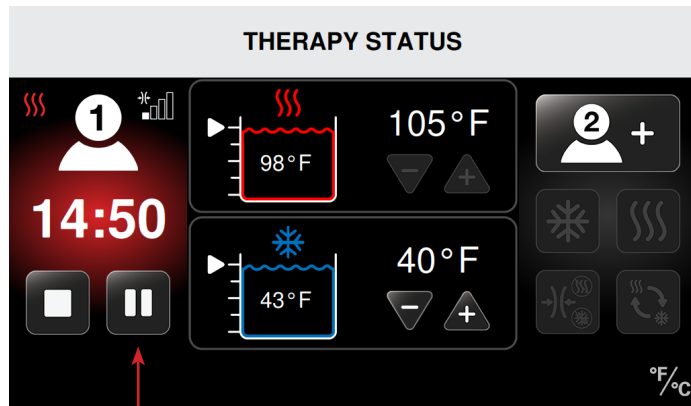 THERAPY STATUS
1
14:50
105°F
98°F
40°F
43°F
2 +
°F/°C